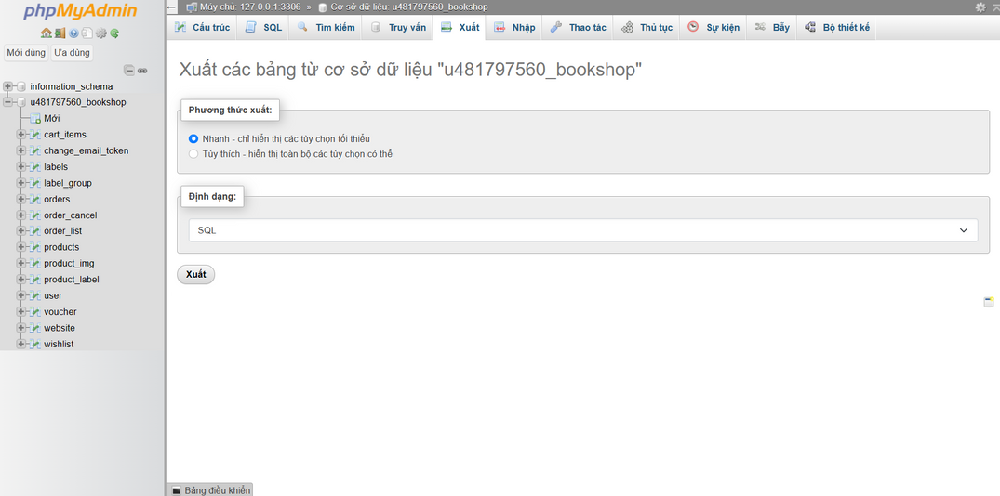 phpMyAdmin
Mới dùng Ưa dùng
information_schema
u481797560_bookshop
Mới
cart_items
change_email_token
labels
label_group
orders
order_cancel
order_list
products
product_img
product_label
user
voucher
website
wishlist
Máy chủ: 127.0.0.1:3306 » Cơ sở dữ liệu: u481797560_bookshop
Cấu trúc SQL Tìm kiếm Truy vấn Xuất Nhập Thao tác Thủ tục Sự kiện Bẫy Bộ thiết kế
Xuất các bảng từ cơ sở dữ liệu "u481797560_bookshop"
Phương thức xuất:
Nhanh - chỉ hiển thị các tùy chọn tối thiểu
Tùy thích - hiển thị toàn bộ các tùy chọn có thể
Định dạng:
SQL
Xuất
Bảng điều khiển